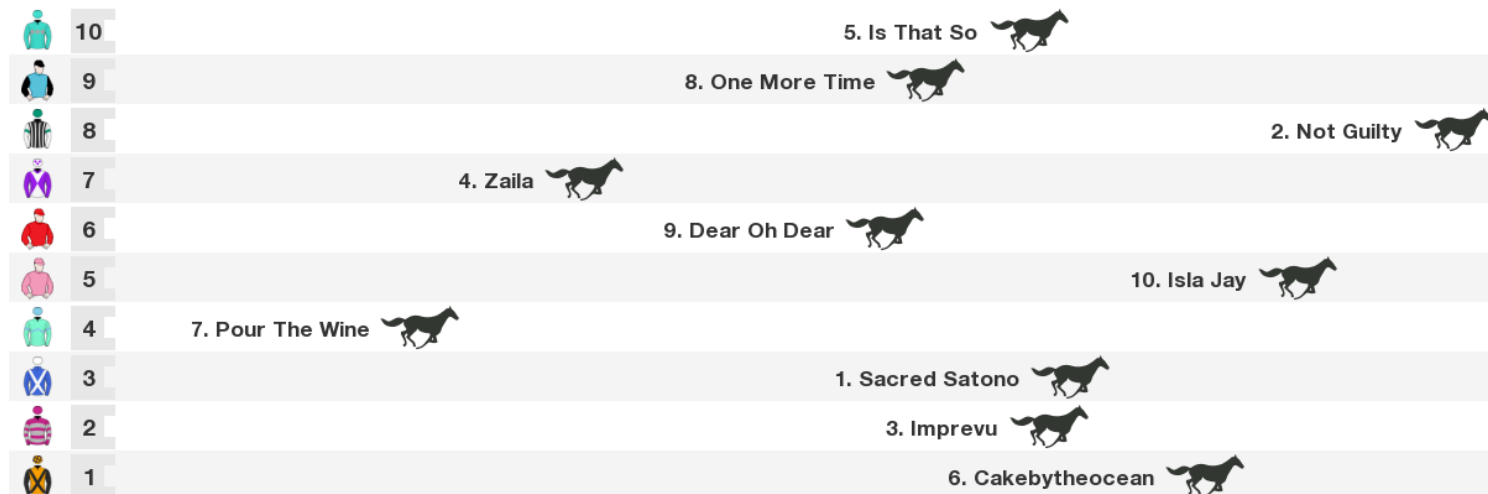 10 5. Is That So
9 8. One More Time
8 2. Not Guilty
7 4. Zaila
6 9. Dear Oh Dear
5 10. Isla Jay
4 7. Pour The Wine
3 1. Sacred Satono
2 3. Imprevu
1 6. Cakebytheocean